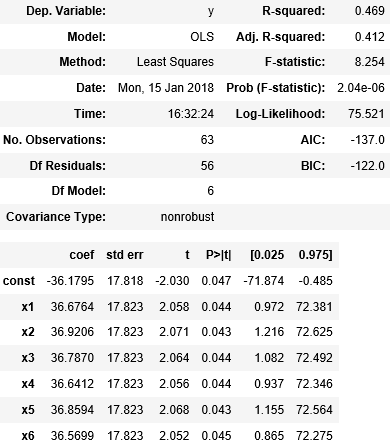 Dep. Variable: y R-squared: 0.469
Model: OLS Adj. R-squared: 0.412
Method: Least Squares F-statistic: 8.254
Date: Mon, 15 Jan 2018 Prob (F-statistic): 2.04e-06
Time: 16:32:24 Log-Likelihood: 75.521
No. Observations: 63 AIC: -137.0
Df Residuals: 56 BIC: -122.0
Df Model: 6
Covariance Type: nonrobust
coef std err t P>|t| [0.025 0.975]
const -36.1795 17.818 -2.030 0.047 -71.874 -0.485
x1 36.6764 17.823 2.058 0.044 0.972 72.381
x2 36.9206 17.823 2.071 0.043 1.216 72.625
x3 36.7870 17.823 2.064 0.044 1.082 72.492
x4 36.6412 17.823 2.056 0.044 0.937 72.346
x5 36.8594 17.823 2.068 0.043 1.155 72.564
x6 36.5699 17.823 2.052 0.045 0.865 72.275